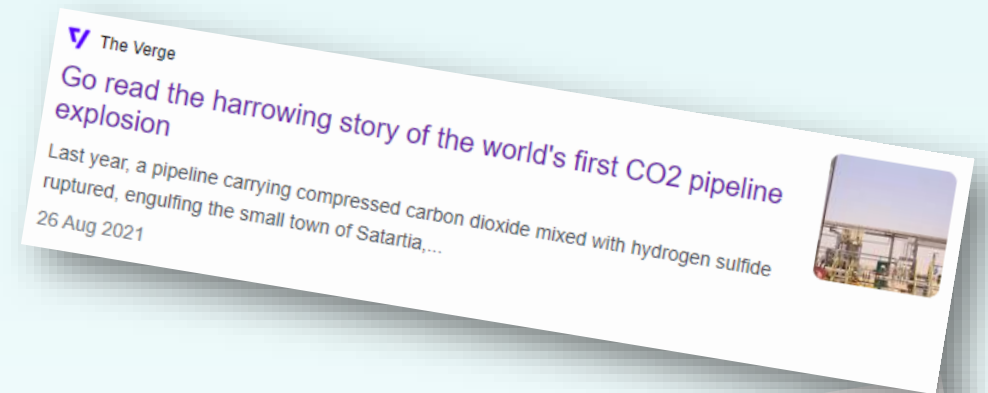 The Verge
Go read the harrowing story of the world's first CO2 pipeline
explosion
Last year, a pipeline carrying compressed carbon dioxide mixed with hydrogen sulfide
ruptured, engulfing the small town of Satartia,...
26 Aug 2021